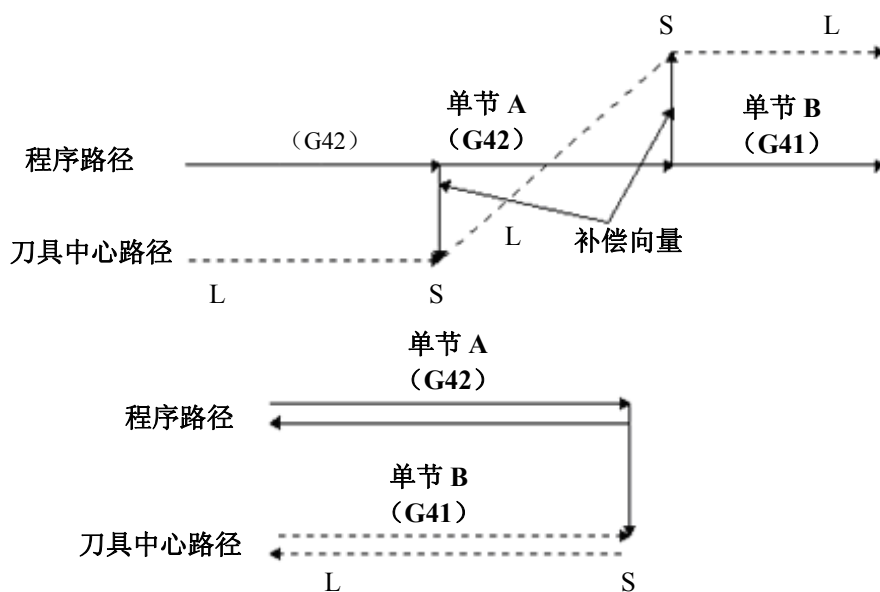 S
L
单节 A
（G42）
单节 B
（G41）
（G42）
程序路径
L
补偿向量
刀具中心路径
L
S
单节 A
（G42）
程序路径
单节 B
（G41）
刀具中心路径
L
S